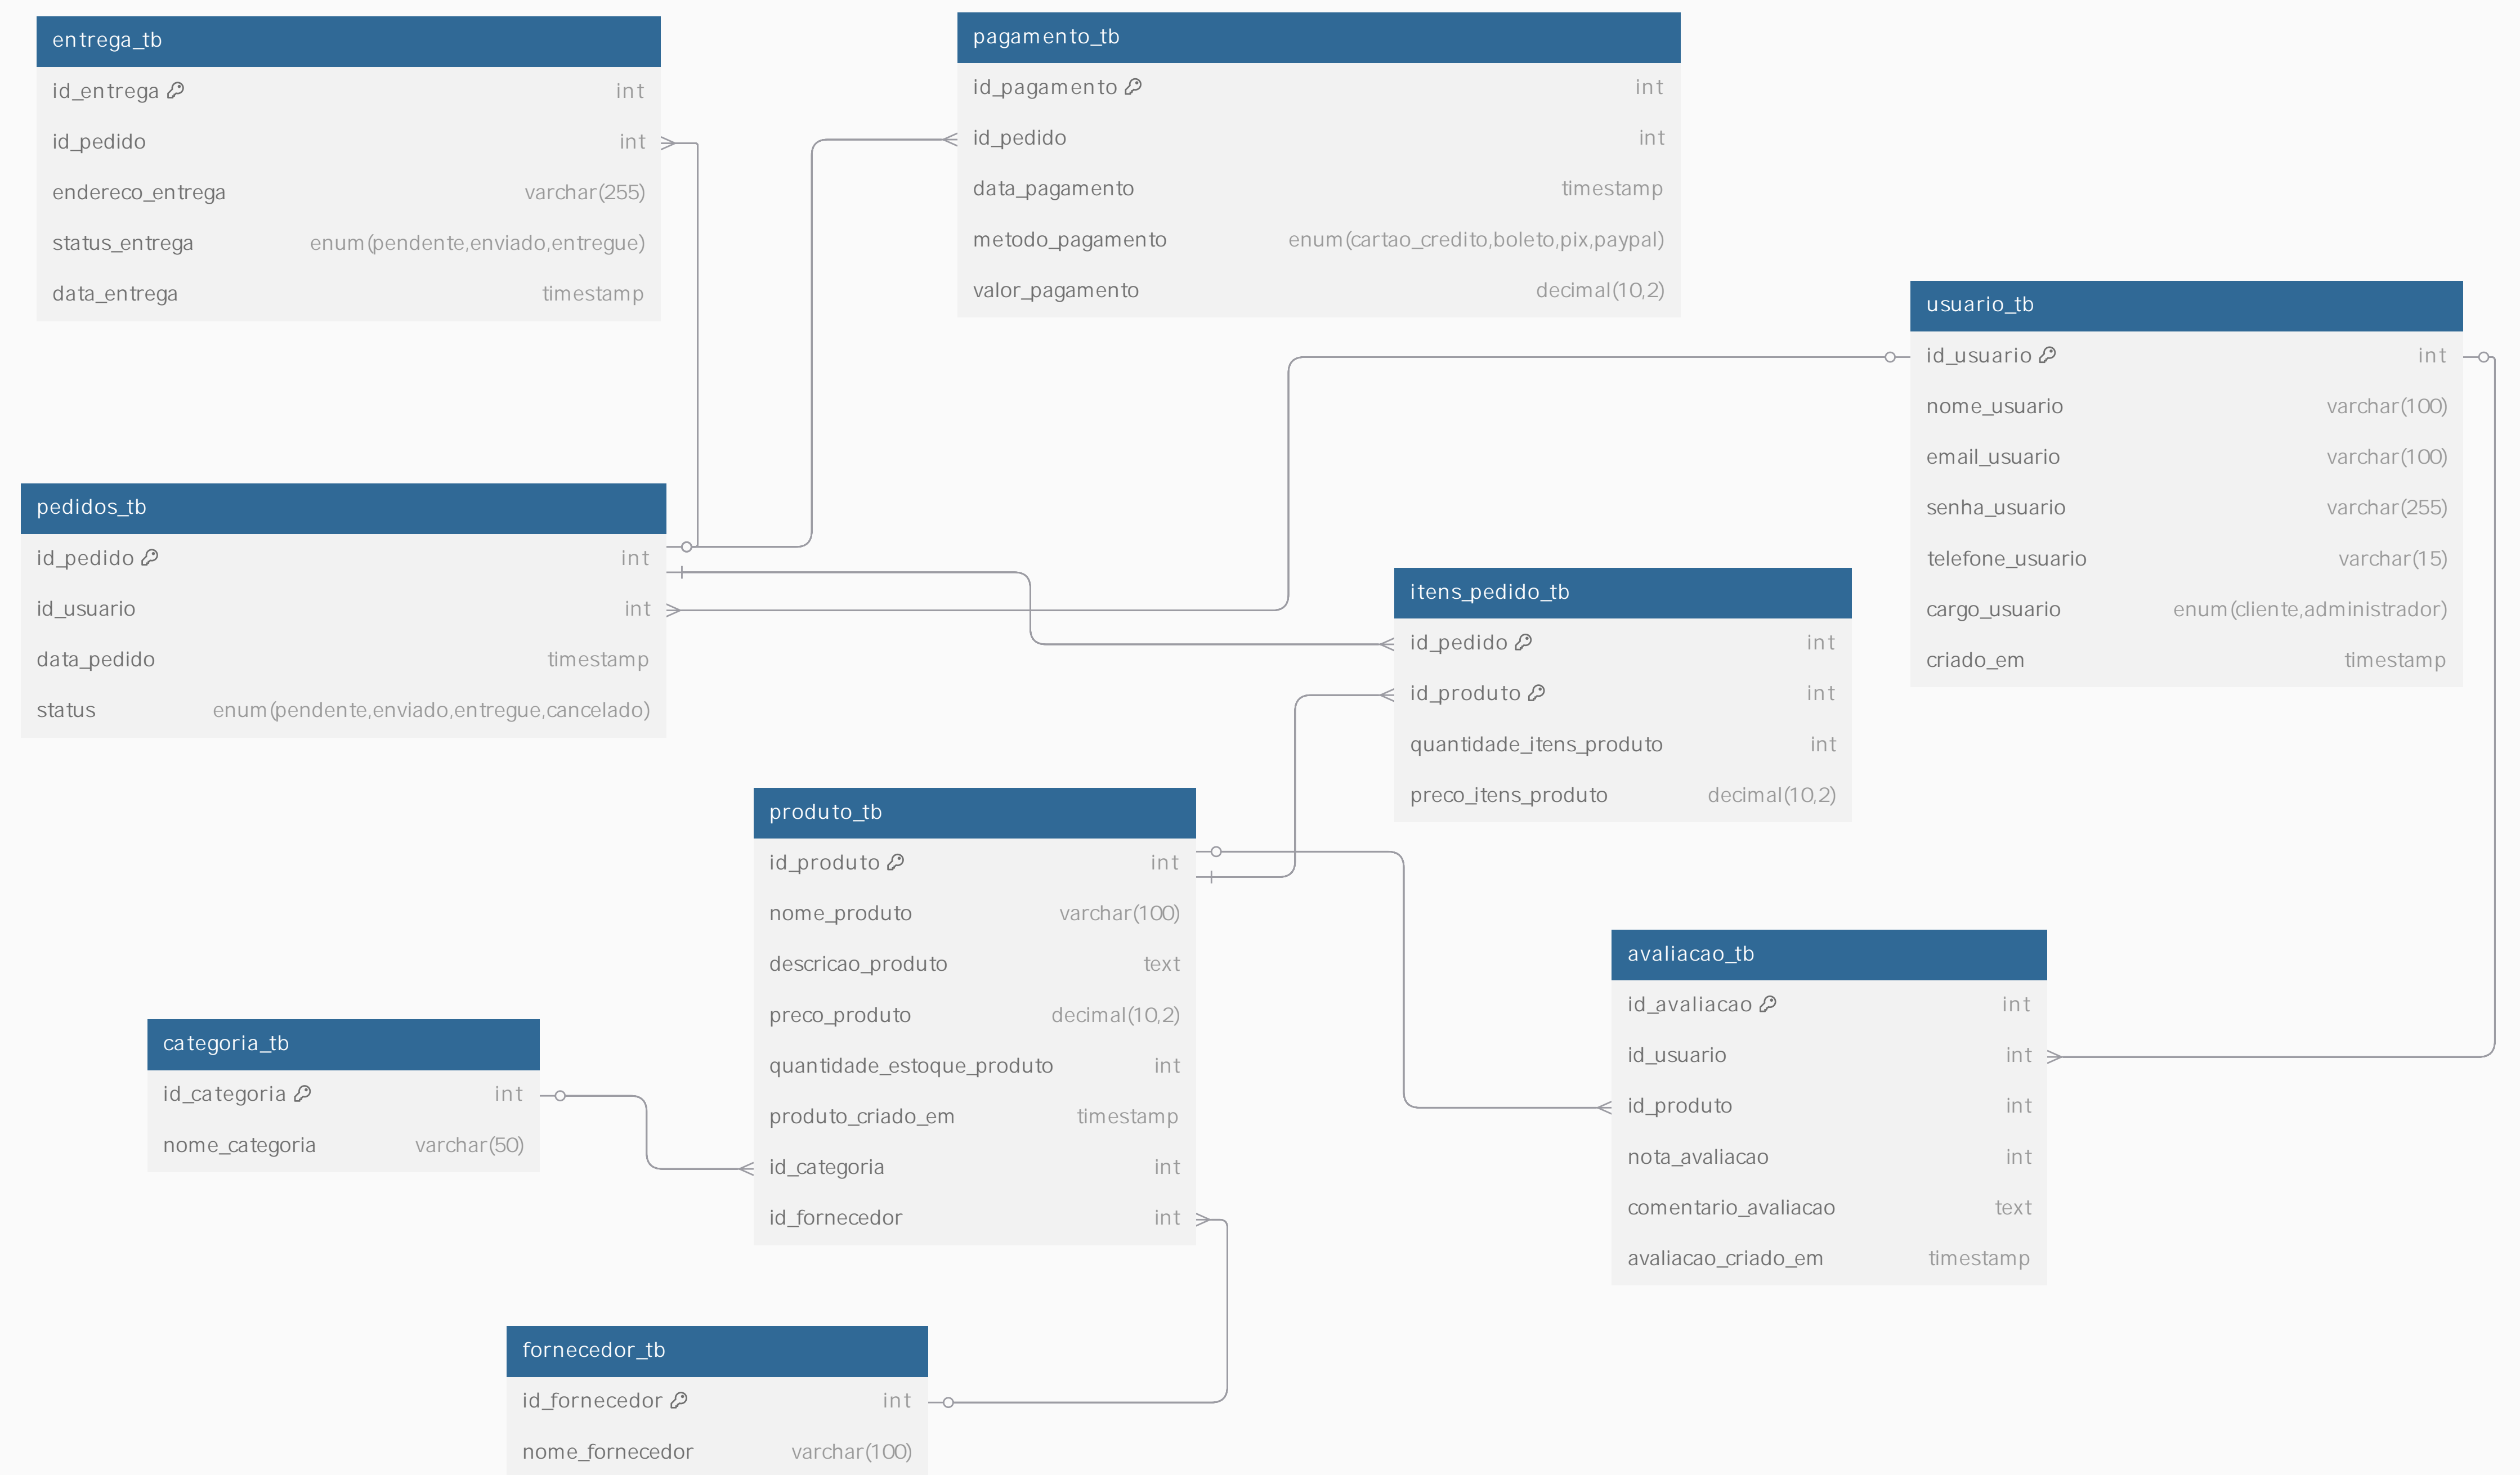 entrega_tb
id_entrega int
id_pedido int
endereco_entrega varchar(255)
status_entrega enum(pendente,enviado,entregue)
data_entrega timestamp
pagamento_tb
id_pagamento int
id_pedido int
data_pagamento timestamp
metodo_pagamento enum(cartao_credito,boleto,pix,paypal)
valor_pagamento decimal(10,2)
usuario_tb
id_usuario int
nome_usuario varchar(100)
email_usuario varchar(100)
senha_usuario varchar(255)
telefone_usuario varchar(15)
cargo_usuario enum(cliente,administrador)
criado_em timestamp
pedidos_tb
id_pedido int
id_usuario int
data_pedido timestamp
status enum(pendente,enviado,entregue,cancelado)
itens_pedido_tb
id_pedido int
id_produto int
quantidade_itens_produto int
preco_itens_produto decimal(10,2)
produto_tb
id_produto int
nome_produto varchar(100)
descricao_produto text
preco_produto decimal(10,2)
quantidade_estoque_produto int
produto_criado_em timestamp
id_categoria int
id_fornecedor int
avaliacao_tb
id_avaliacao int
id_usuario int
id_produto int
nota_avaliacao int
comentario_avaliacao text
avaliacao_criado_em timestamp
categoria_tb
id_categoria int
nome_categoria varchar(50)
fornecedor_tb
id_fornecedor int
nome_fornecedor varchar(100)